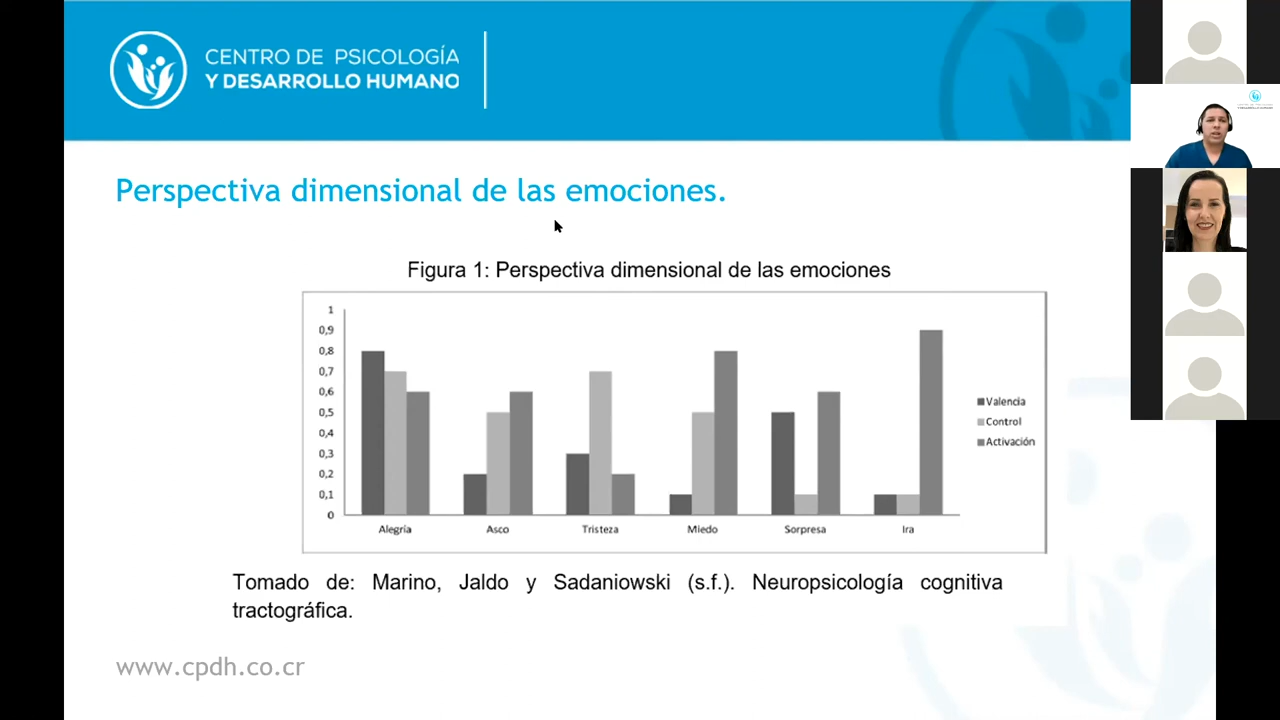 CENTRO DE PSICOLOGÍA
Y DESARROLLO HUMANO
Perspectiva dimensional de las emociones.
Figura 1: Perspectiva dimensional de las emociones
1
0,9
0,8
0,7
0,6
0,5
0,4
0,3
0,2
0,1
0
Alegría Asco Tristeza Miedo Sorpresa Ira
Valencia
Control
Activación
Tomado de: Marino, Jaldo y Sadaniowski (s.f.). Neuropsicología cognitiva
tractográfica.
www.cpdh.co.cr